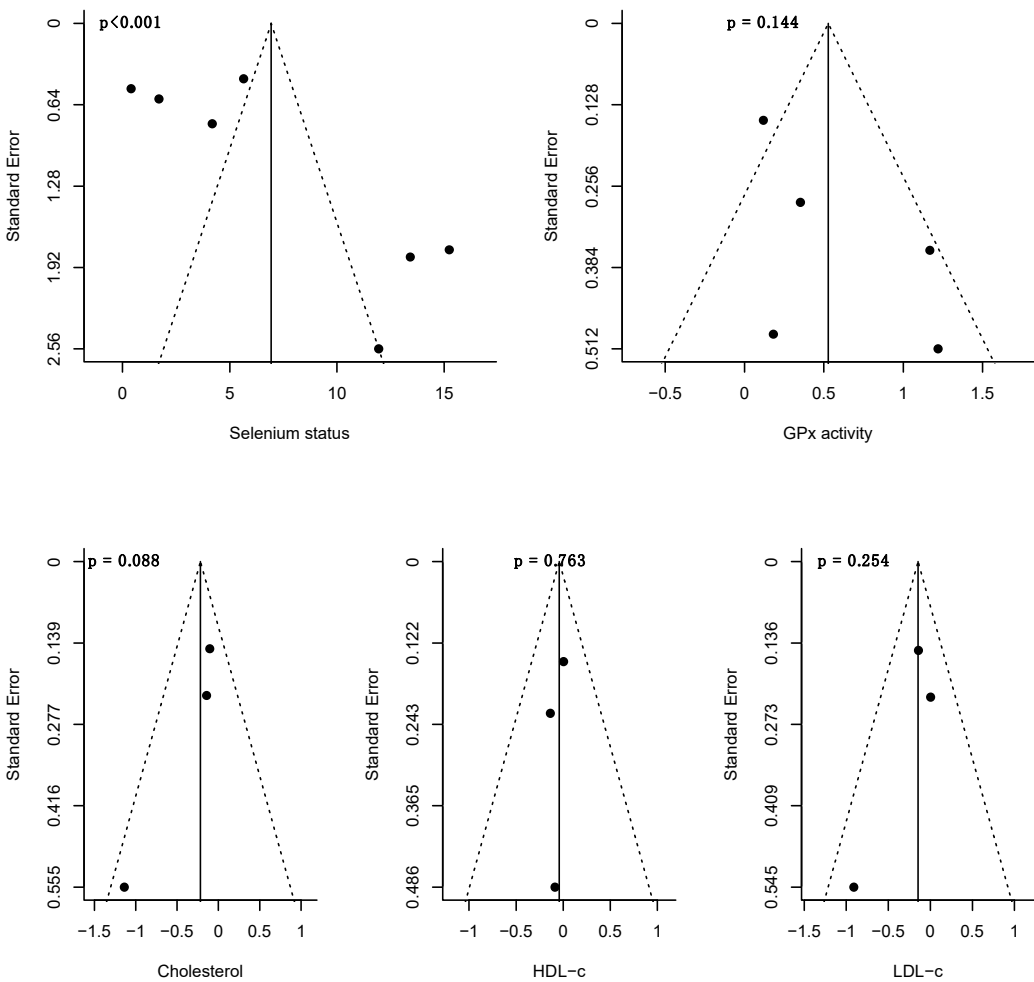 p<0.001
0
0.64
1.28
1.92
2.56
Standard Error
0 5 10 15
Selenium status
p = 0.144
0
0.128
0.256
0.384
0.512
Standard Error
−0.5 0 0.5 1 1.5
GPx activity
p = 0.088
0
0.139
0.277
0.416
0.555
Standard Error
−1.5 −1 −0.5 0 0.5 1
Cholesterol
p = 0.763
0
0.122
0.243
0.365
0.486
Standard Error
−1 −0.5 0 0.5 1
HDL−c
p = 0.254
0
0.136
0.273
0.409
0.545
Standard Error
−1.5 −1 −0.5 0 0.5 1
LDL−c